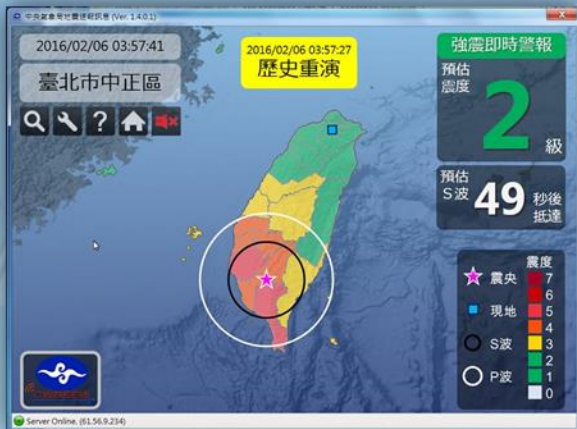 中央氣象局地震速報訊息 (Ver. 1.4.0.1)
2016/02/06 03:57:41
臺北市中正區
2016/02/06 03:57:27
歷史重演
強震即時警報
預估
震度
2
級
預估
S波
49
秒後
抵達
震度
震央
現地
S波
P波
7
6
5
4
3
2
1
0
Server Online. (61.56.9.234)